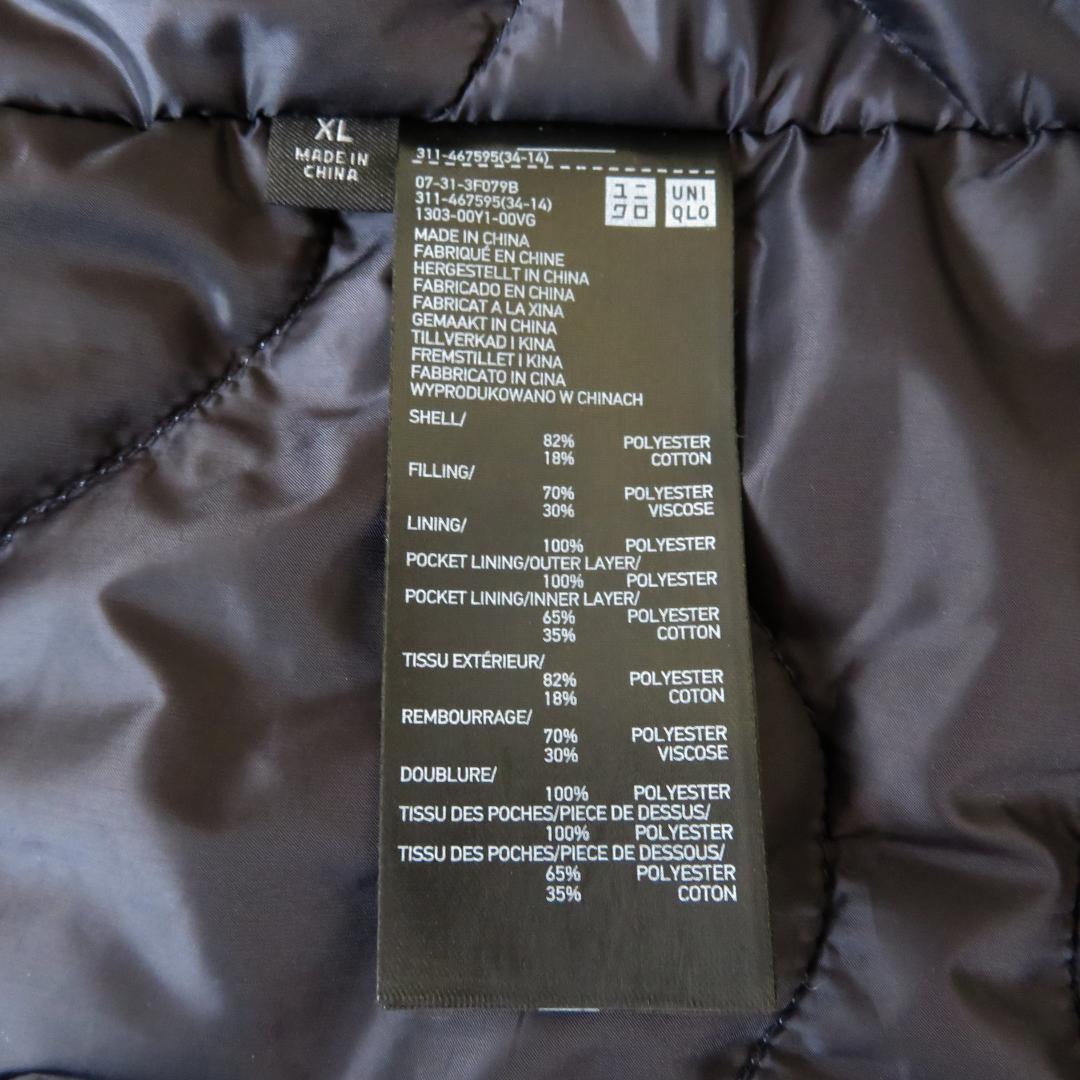 XL
MADE IN
CHINA
311-467595(34-14)
07-31-3F079B
311-467595(34-14)
1303-00Y1-00VG
ユニ
クロ
UNI
QLO
MADE IN CHINA
FABRIQUÉ EN CHINE
HERGESTELLT IN CHINA
FABRICADO EN CHINA
FABRICAT A LA XINA
GEMAAKT IN CHINA
TILLVERKAD I KINA
FREMSTILLET I KINA
FABBRICATO IN CINA
WYPRODUKOWANO W CHINACH
SHELL/
82% POLYESTER
18% COTTON
FILLING/
70% POLYESTER
30% VISCOSE
LINING/
100% POLYESTER
POCKET LINING/OUTER LAYER/
100% POLYESTER
POCKET LINING/INNER LAYER/
65% POLYESTER
35% COTTON
TISSU EXTÉRIEUR/
82% POLYESTER
18% COTON
REMBOURRAGE/
70% POLYESTER
30% VISCOSE
DOUBLURE/
100% POLYESTER
TISSU DES POCHES/PIECE DE DESSUS/
100% POLYESTER
TISSU DES POCHES/PIECE DE DESSOUS/
65% POLYESTER
35% COTON